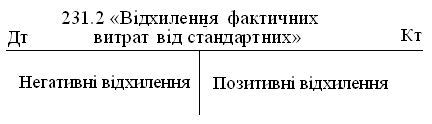 231.2 «Відхилення фактичних
Дт витрат від стандартних» Кт
Негативні відхилення Позитивні відхилення